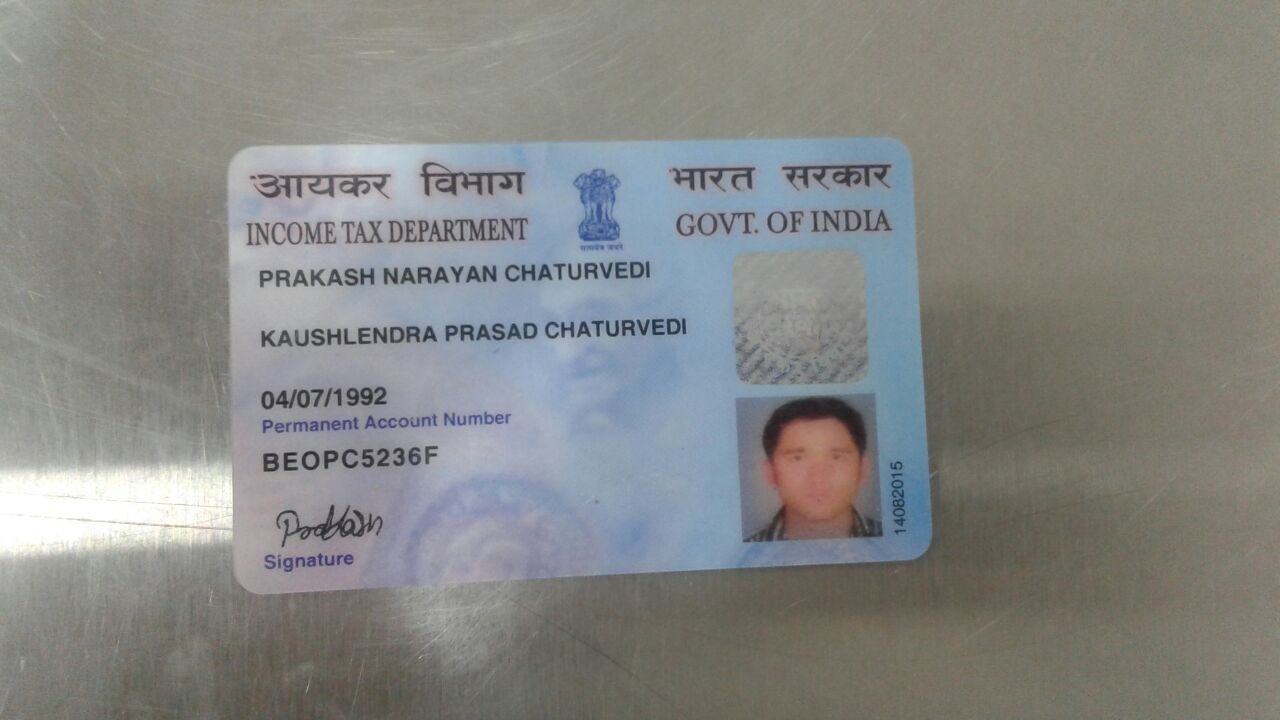 आयकर विभाग
INCOME TAX DEPARTMENT
सत्यमेव जयते
भारत सरकार
GOVT. OF INDIA
PRAKASH NARAYAN CHATURVEDI
KAUSHLENDRA PRASAD CHATURVEDI
04/07/1992
Permanent Account Number
BEOPC5236F
Prakash
Signature
14082015